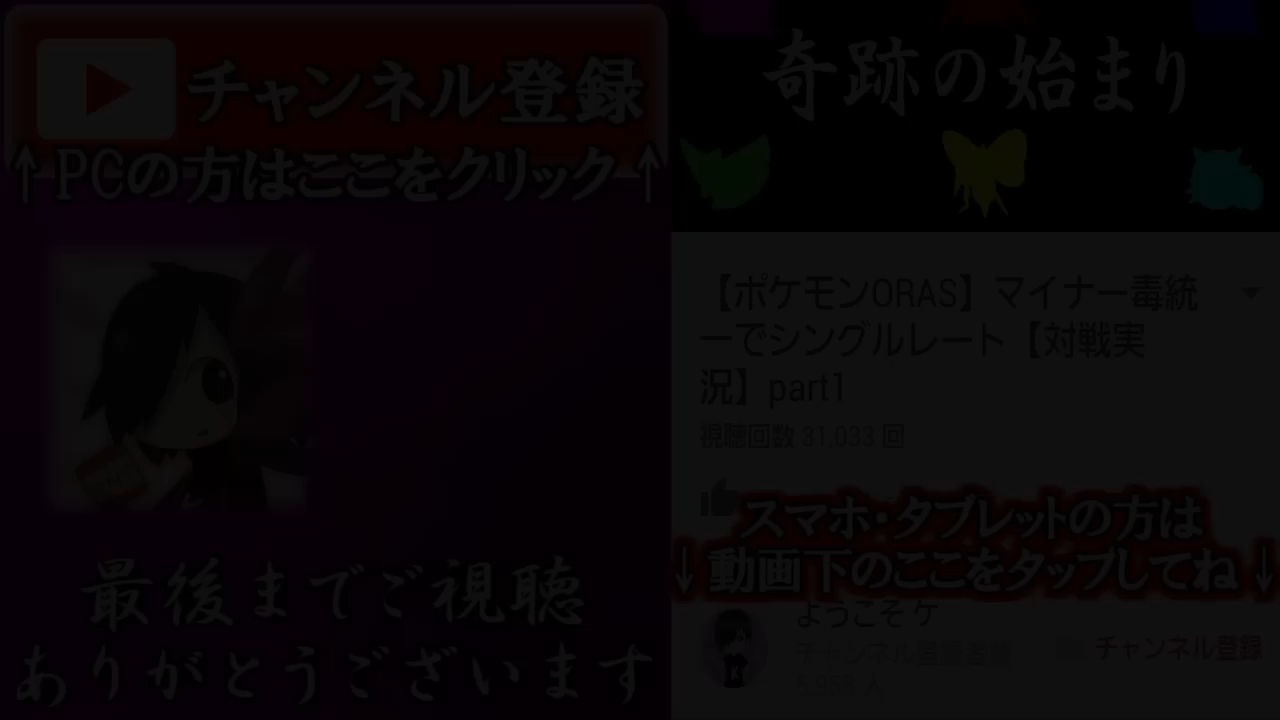 チャンネル登録
↑PCの方はここをクリック↑
最後までご視聴
ありがとうございます
奇跡の始まり
【ポケモンORAS】マイナー毒統
一でシングルレート【対戦実
況】part1
視聴回数 31,033 回
スマホ・タブレットの方は
↓動画下のここをタップしてね↓
ようこそケ
チャンネル登録